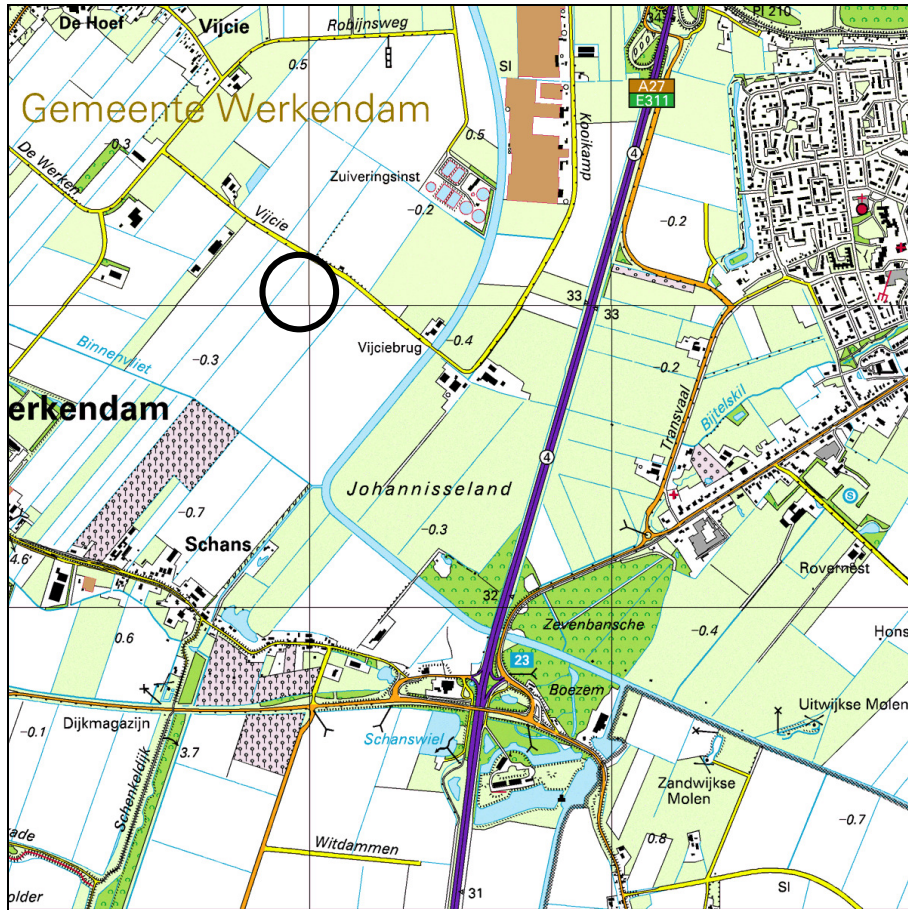 De Hoef
Vijcie
Robijnsweg
34
Pl 210
0.5
SI
A27
E311
Gemeente Werkendam
Kooikamp
4
−0.3
De Werken
0.5
Zuiveringsinst
−0.2
Vijcie
−0.2
33
33
Vijciebrug
−0.4
Binnenvliet
−0.3
−0.2
erkendam
Transvaal
Bijtelskil
4
Johannisseland
S
−0.7
−0.3
Schans
4.6
Rovernest
32
0.6
Zevenbansche
−0.4
Hons
23
Boezem
Uitwijkse Molen
Dijkmagazijn
−0.1
3.7
Schanswiel
Schenkeldijk
Zandwijkse
Molen
−0.7
rade
Witdammen
0.8
SI
older
31